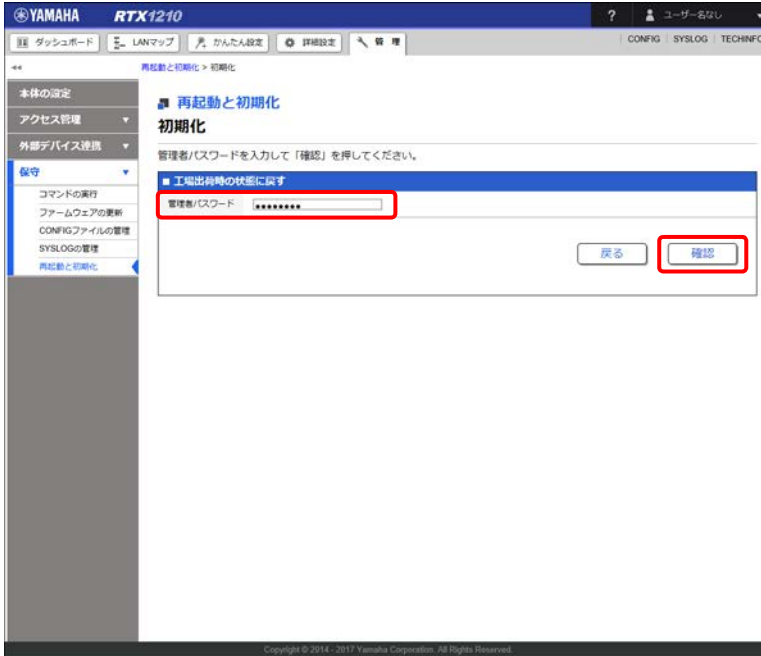 YAMAHA RTX1210 ? ユーザー名なし
ダッシュボード LANマップ かんたん設定 詳細設定 管 理 CONFIG SYSLOG TECHINFO
再起動と初期化 > 初期化
本体の設定
アクセス管理
外部デバイス連携
保守
コマンドの実行
ファームウェアの更新
CONFIGファイルの管理
SYSLOGの管理
再起動と初期化
再起動と初期化
初期化
管理者パスワードを入力して「確認」を押してください。
■ 工場出荷時の状態に戻す
管理者パスワード ●●●●●●●●
戻る 確認
Copyright © 2014 - 2017 Yamaha Corporation. All Rights Reserved.